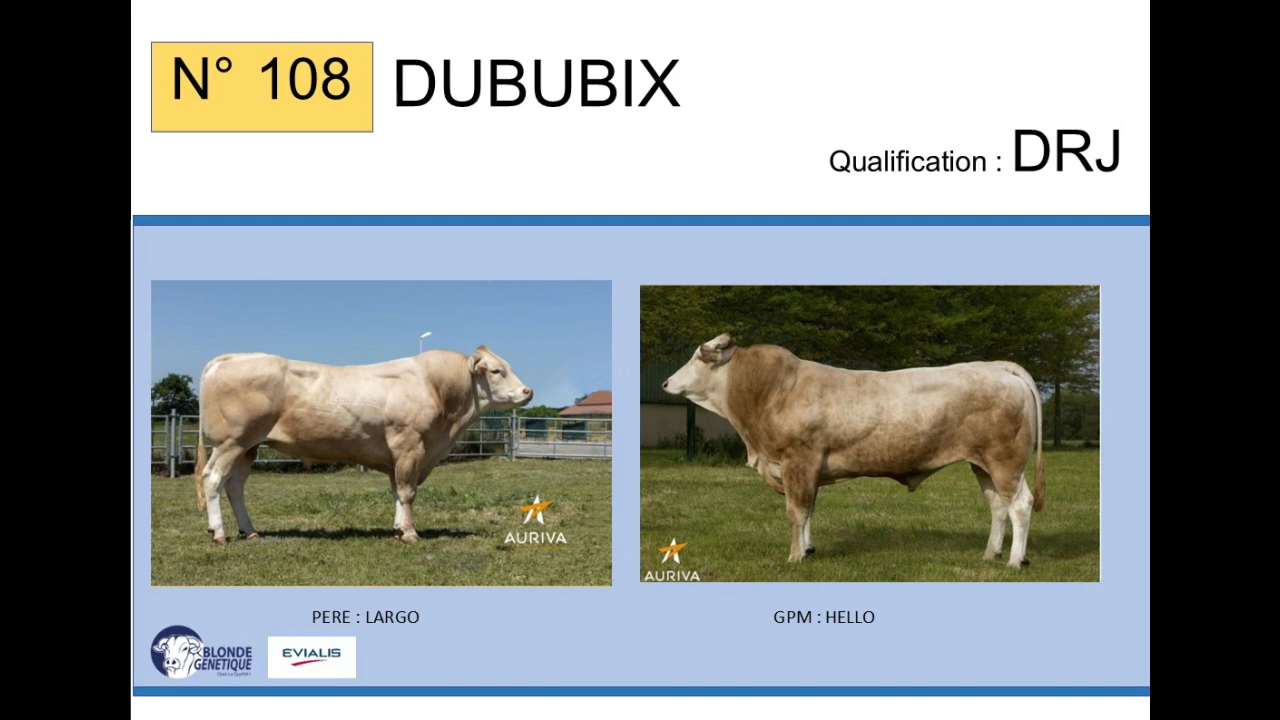 N° 108
DUBUBIX
Qualification : DRJ
AURIVA
AURIVA
PERE : LARGO
GPM : HELLO
BLONDE
GENETIQUE
EVIALIS